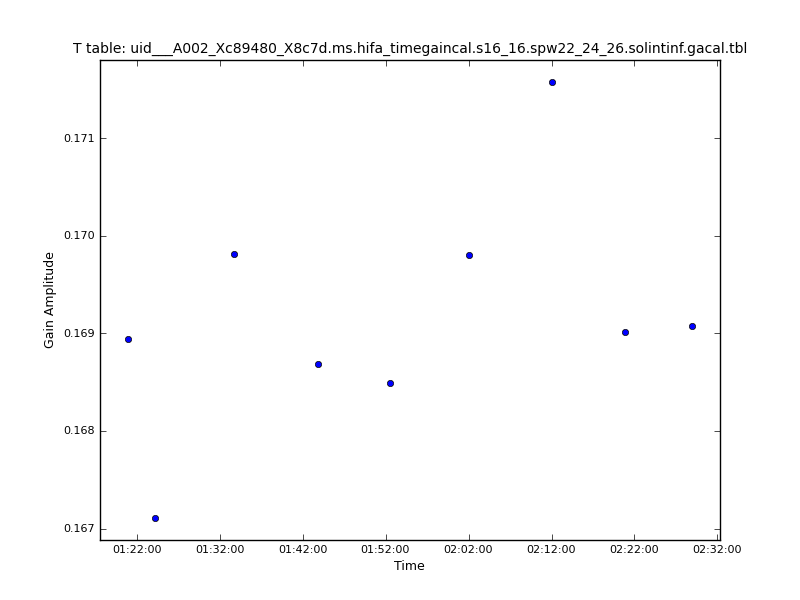 T table: uid___A002_Xc89480_X8c7d.ms.hifa_timegaincal.s16_16.spw22_24_26.solintinf.gacal.tbl
0.171
0.170
0.169
0.168
0.167
Gain Amplitude
01:22:00 01:32:00 01:42:00 01:52:00 02:02:00 02:12:00 02:22:00 02:32:00
Time